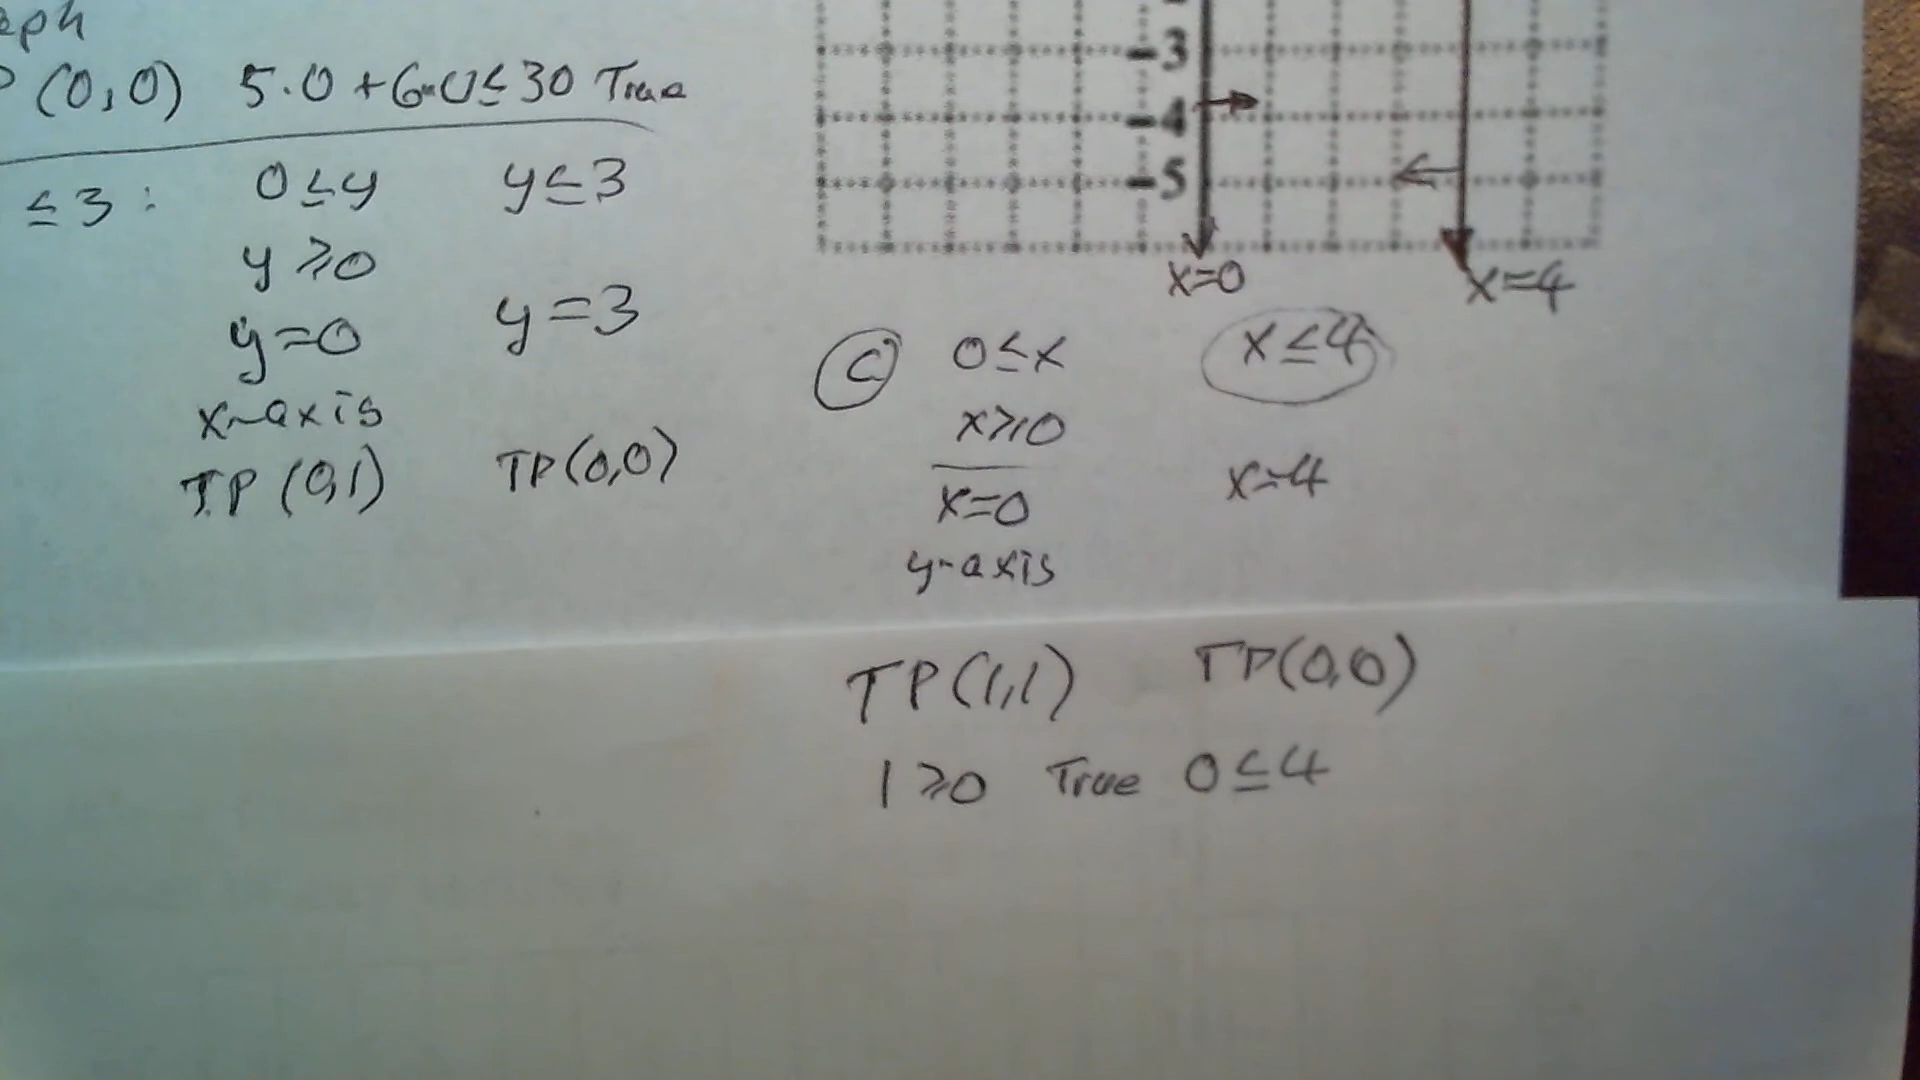 (0,0) 5.0+6.0≤30 True
≤3: 0≤y y≤3
y≥0
y=0 y=3
x-axis
TP (0,1) TP(0,0)
-3
-4
-5
x=0 x=4
C 0≤x x≤4
x≥0
x=0 x=4
y-axis
TP(1,1) TP(0,0)
1≥0 True 0≤4